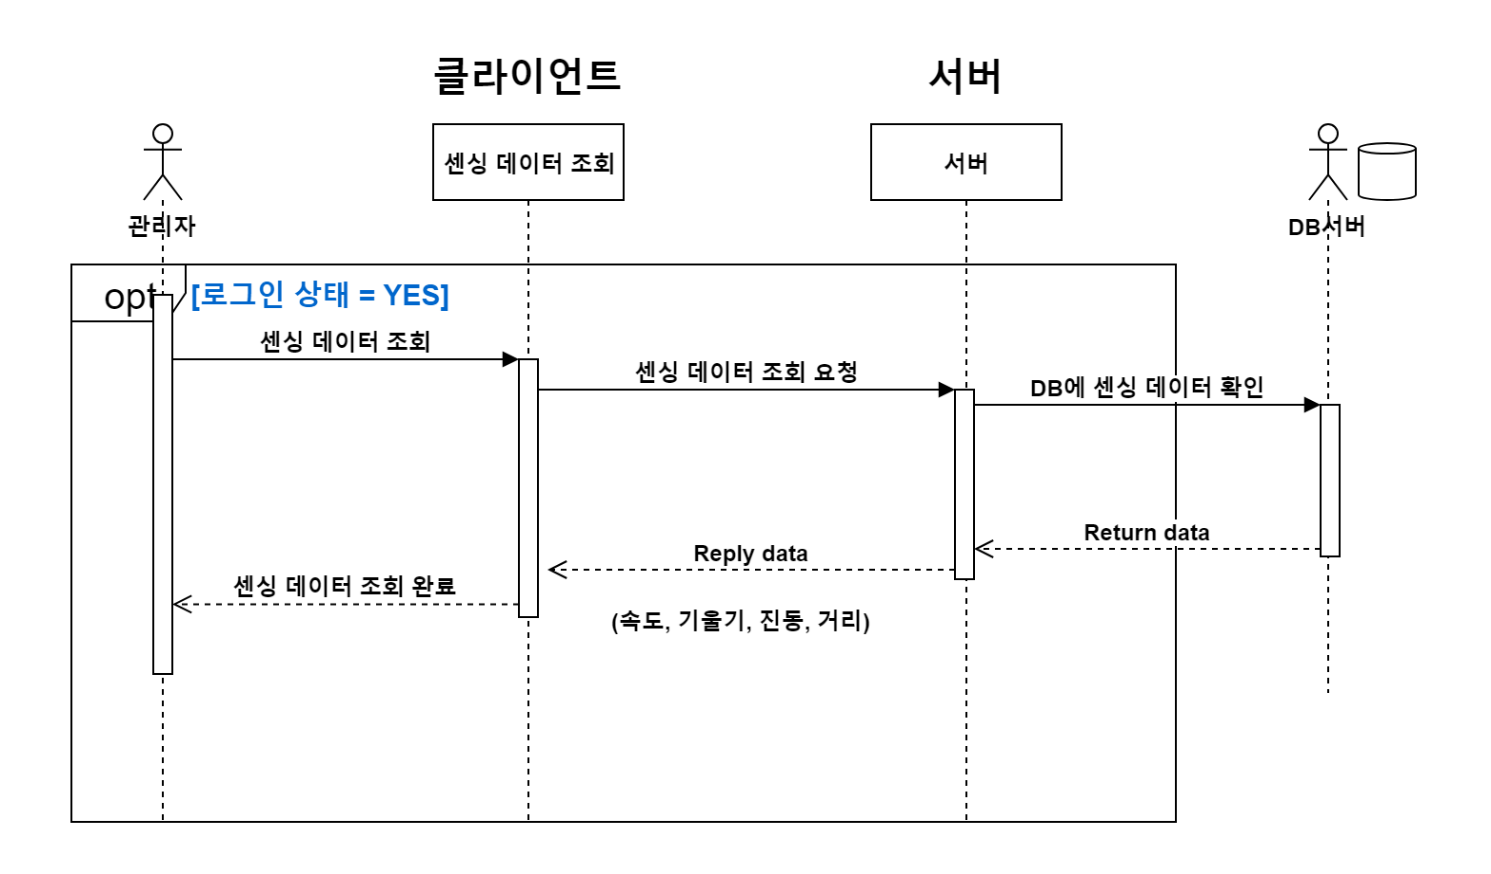 클라이언트
서버
센싱 데이터 조회
서버
관리자
DB서버
opt
[로그인 상태 = YES]
센싱 데이터 조회
센싱 데이터 조회 요청
DB에 센싱 데이터 확인
Return data
Reply data
센싱 데이터 조회 완료
(속도, 기울기, 진동, 거리)